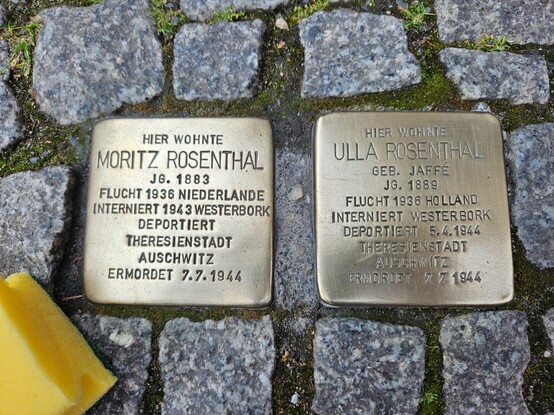 HIER WOHNTE
MORITZ ROSENTHAL
JG. 1883
FLUCHT 1936 NIEDERLANDE
INTERNIERT 1943 WESTERBORK
DEPORTIERT
THERESIENSTADT
AUSCHWITZ
ERMORDET 7.7.1944
HIER WOHNTE
ULLA ROSENTHAL
GEB. JAFFÉ
JG. 1889
FLUCHT 1936 HOLLAND
INTERNIERT WESTERBORK
DEPORTIERT 5.4.1944
THERESIENSTADT
AUSCHWITZ
ERMORDET 7.7.1944